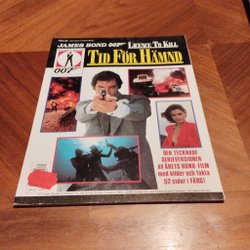 JAMES BOND 007 LICENCE TO KILL
TID FÖR HÄMND
007
DEN TECKNADE
SERIEVERSIONEN
AV ÅRETS BOND-FILM
med bilder och fakta
52 sidor i FÄRG!